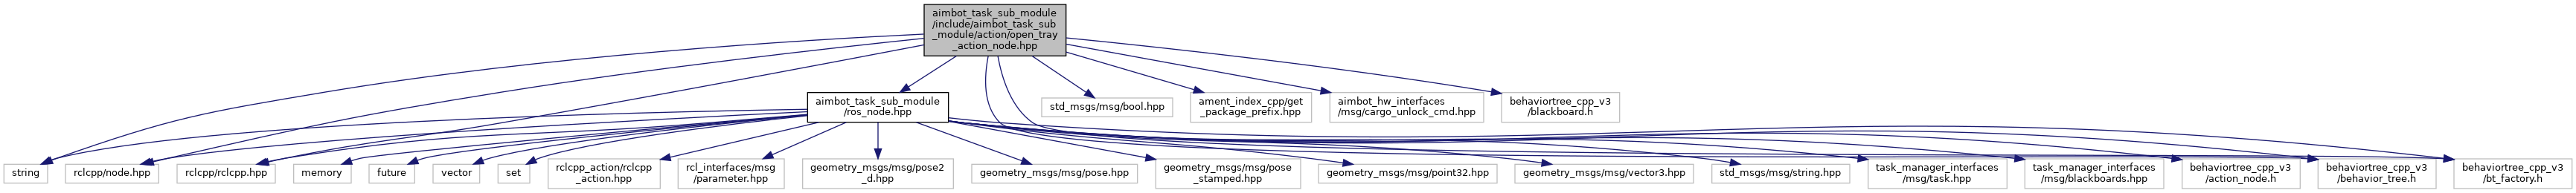 aimbot_task_sub_module
/include/aimbot_task_sub
_module/action/open_tray
_action_node.hpp
aimbot_task_sub_module
/ros_node.hpp
std_msgs/msg/bool.hpp
ament_index_cpp/get
_package_prefix.hpp
aimbot_hw_interfaces
/msg/cargo_unlock_cmd.hpp
behaviortree_cpp_v3
/blackboard.h
string
rclcpp/node.hpp
rclcpp/rclcpp.hpp
memory
future
vector
set
rclcpp_action/rclcpp
_action.hpp
rcl_interfaces/msg
/parameter.hpp
geometry_msgs/msg/pose2
_d.hpp
geometry_msgs/msg/pose.hpp
geometry_msgs/msg/pose
_stamped.hpp
geometry_msgs/msg/point32.hpp
geometry_msgs/msg/vector3.hpp
std_msgs/msg/string.hpp
task_manager_interfaces
/msg/task.hpp
task_manager_interfaces
/msg/blackboards.hpp
behaviortree_cpp_v3
/action_node.h
behaviortree_cpp_v3
/behavior_tree.h
behaviortree_cpp_v3
/bt_factory.h